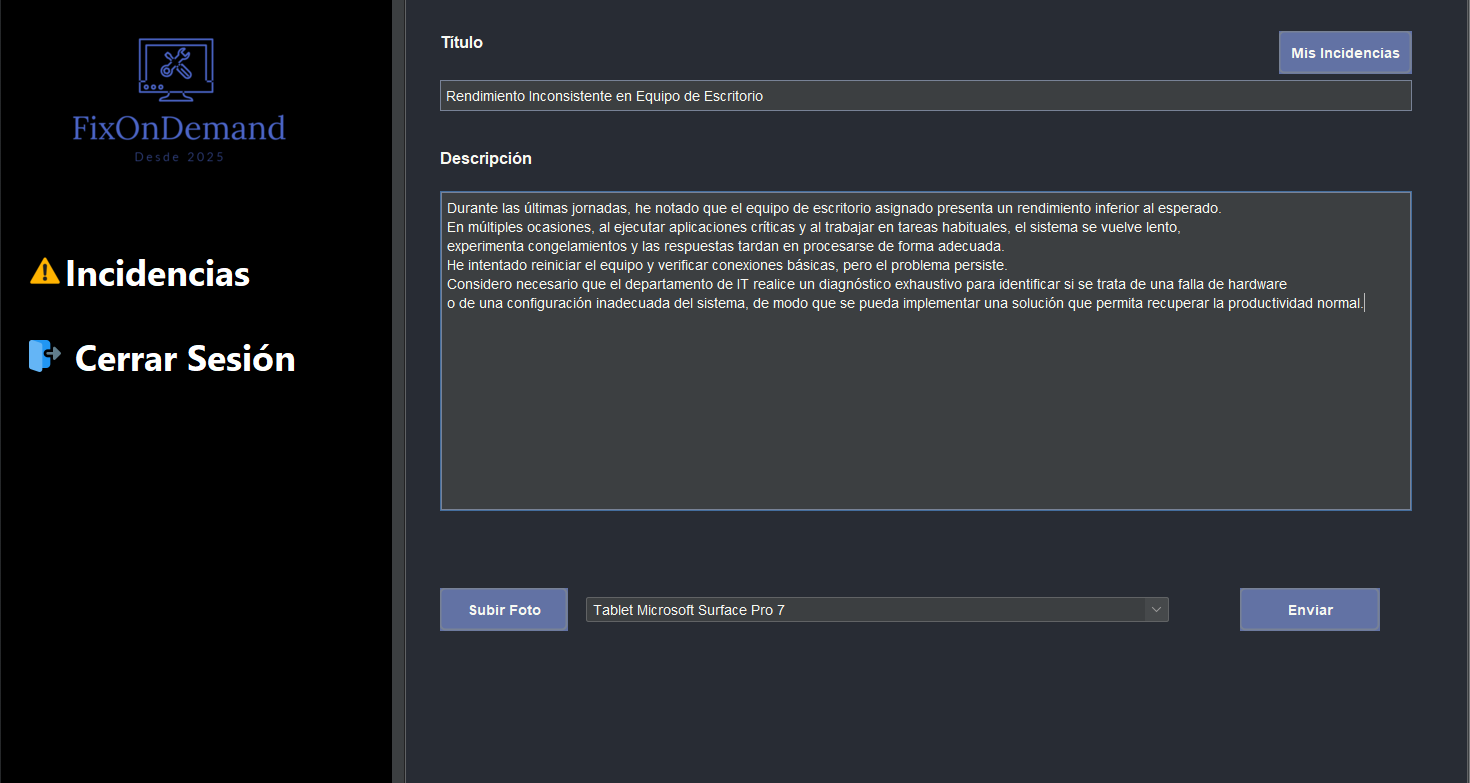 FixOnDemand
Desde 2025
Incidencias
Cerrar Sesión
Título
Mis Incidencias
Rendimiento Inconsistente en Equipo de Escritorio
Descripción
Durante las últimas jornadas, he notado que el equipo de escritorio asignado presenta un rendimiento inferior al esperado.
En múltiples ocasiones, al ejecutar aplicaciones críticas y al trabajar en tareas habituales, el sistema se vuelve lento,
experimenta congelamientos y las respuestas tardan en procesarse de forma adecuada.
He intentado reiniciar el equipo y verificar conexiones básicas, pero el problema persiste.
Considero necesario que el departamento de IT realice un diagnóstico exhaustivo para identificar si se trata de una falla de hardware
o de una configuración inadecuada del sistema, de modo que se pueda implementar una solución que permita recuperar la productividad normal.
Subir Foto
Tablet Microsoft Surface Pro 7
Enviar